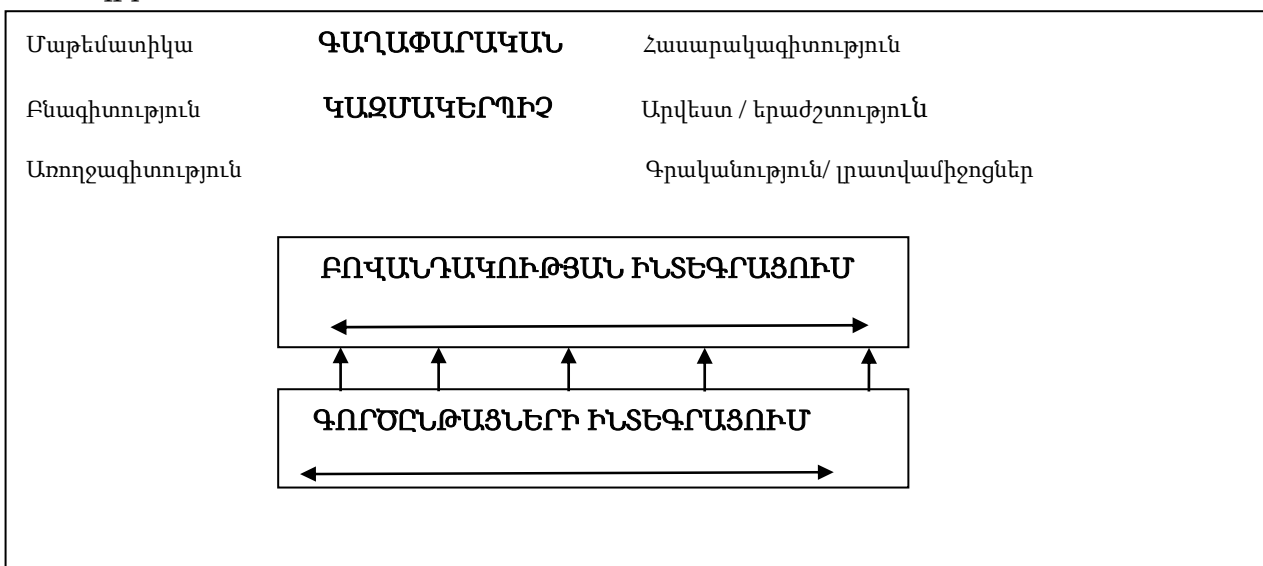 Մաթեմատիկա ԳԱՂԱՓԱՐԱԿԱՆ Հասարակագիտություն
Բնագիտություն ԿԱԶՄԱԿԵՐՊԻՉ Արվեստ / երաժշտություն
Առողջագիտություն Գրականություն/ լրատվամիջոցներ
ԲՈՎԱՆԴԱԿՈՒԹՅԱՆ ԻՆՏԵԳՐԱՑՈՒՄ
ԳՈՐԾԸՆԹԱՑՆԵՐԻ ԻՆՏԵԳՐԱՑՈՒՄ